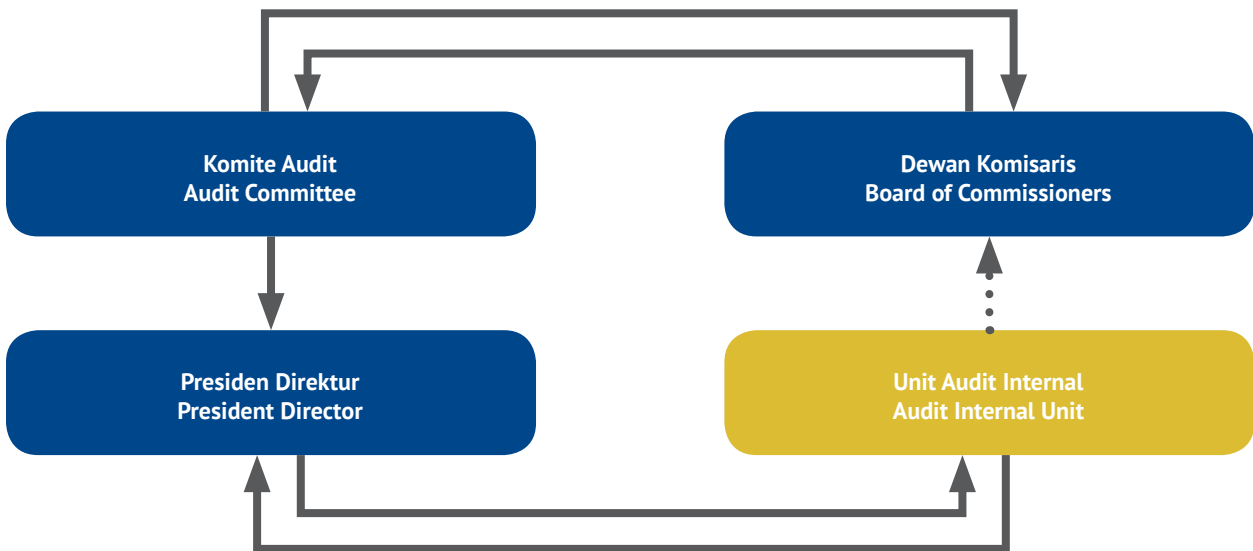 Komite Audit
Audit Committee
Dewan Komisaris
Board of Commissioners
Presiden Direktur
President Director
Unit Audit Internal
Audit Internal Unit